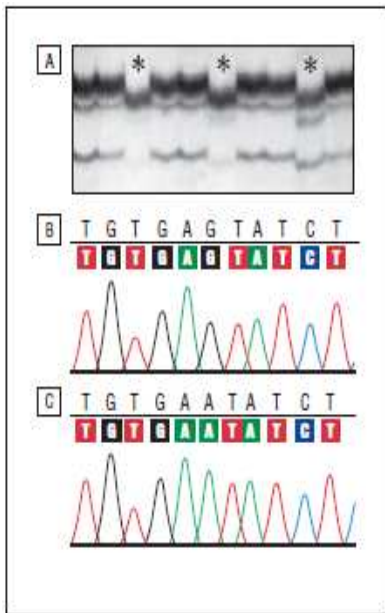 A
* * *
B
T G T G A G T A T C T
T G T G A G T A T C T
C
T G T G A A T A T C T
T G T G A A T A T C T